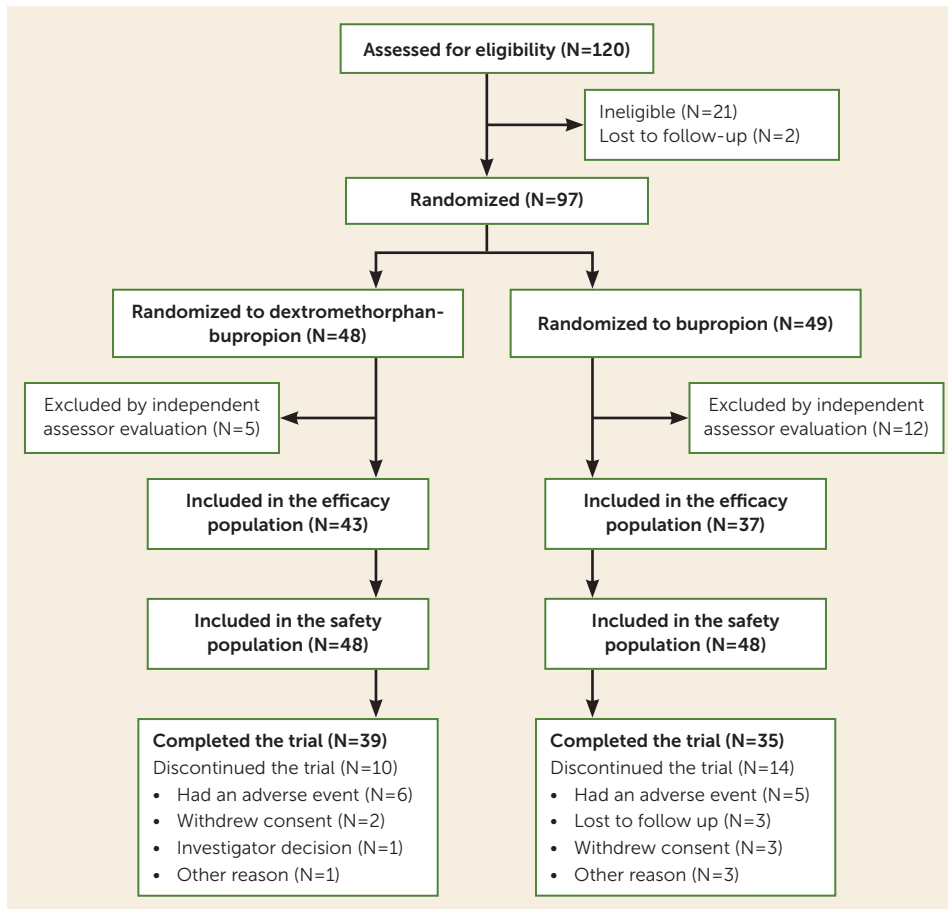 Assessed for eligibility (N=120)
Ineligible (N=21)
Lost to follow-up (N=2)
Randomized (N=97)
Randomized to dextromethorphan-
bupropion (N=48)
Randomized to bupropion (N=49)
Excluded by independent
assessor evaluation (N=5)
Excluded by independent
assessor evaluation (N=12)
Included in the efficacy
population (N=43)
Included in the efficacy
population (N=37)
Included in the safety
population (N=48)
Included in the safety
population (N=48)
Completed the trial (N=39)
Discontinued the trial (N=10)
• Had an adverse event (N=6)
• Withdrew consent (N=2)
• Investigator decision (N=1)
• Other reason (N=1)
Completed the trial (N=35)
Discontinued the trial (N=14)
• Had an adverse event (N=5)
• Lost to follow up (N=3)
• Withdrew consent (N=3)
• Other reason (N=3)